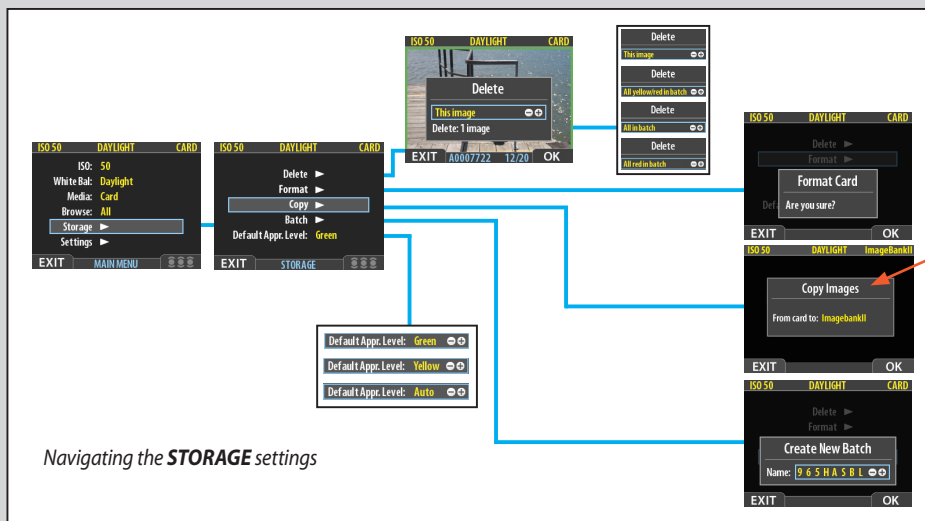 ISO 50 DAYLIGHT CARD
ISO: 50
White Bal: Daylight
Media: Card
Browse: All
Storage
Settings
EXIT MAIN MENU
ISO 50 DAYLIGHT CARD
Delete
Format
Copy
Batch
Default Appr. Level: Green
EXIT STORAGE
ISO 50 DAYLIGHT CARD
Delete
This image
Delete: 1 image
EXIT A0007722 12/20 OK
Delete
This image
Delete
All yellow/red in batch
Delete
All in batch
Delete
All red in batch
ISO 50 DAYLIGHT CARD
Delete
Format
Format Card
Defa
Are you sure?
EXIT OK
ISO 50 DAYLIGHT ImageBankII
Copy Images
From card to: ImagebankII
EXIT OK
ISO 50 DAYLIGHT CARD
Delete
Format
Create New Batch
Name: 9 6 5 H A S B L
EXIT OK
Default Appr. Level: Green
Default Appr. Level: Yellow
Default Appr. Level: Auto
Navigating the STORAGE settings